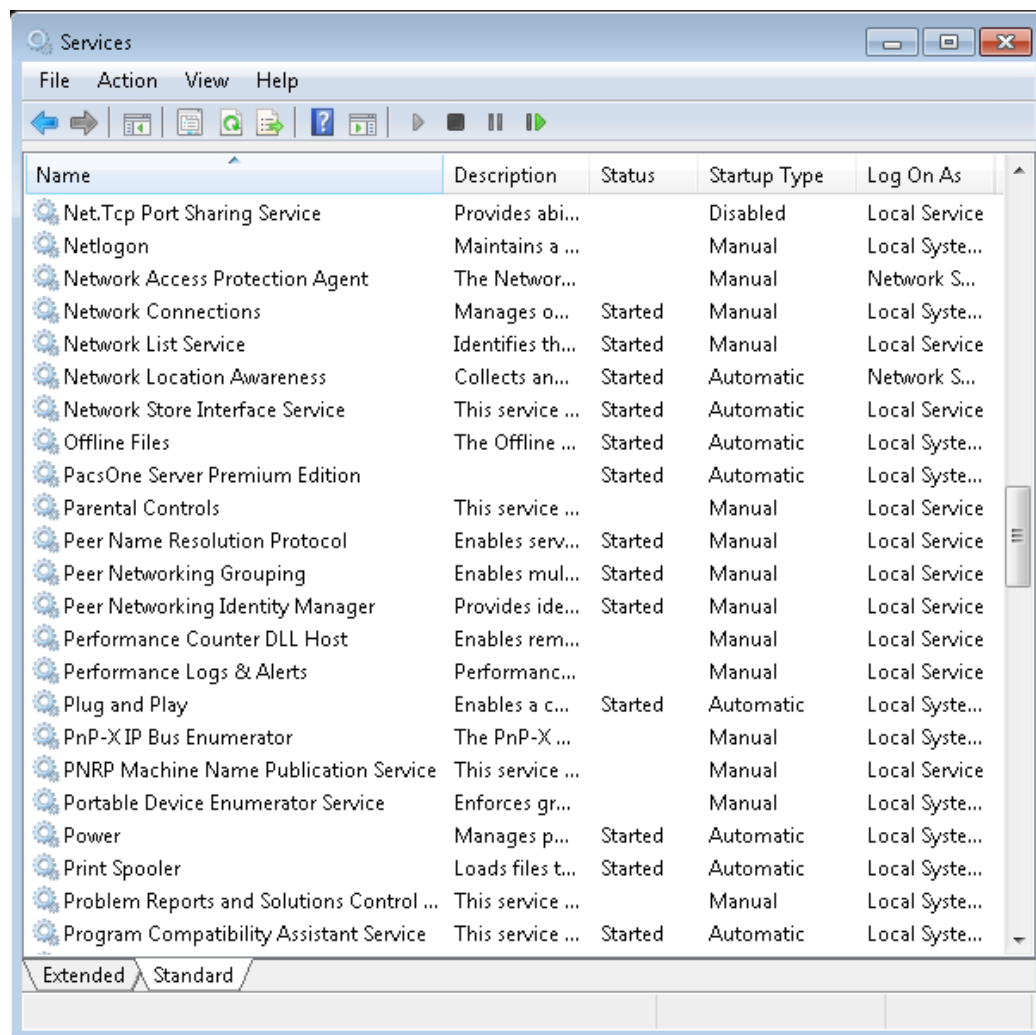 Services
File Action View Help
Name Description Status Startup Type Log On As
Net.Tcp Port Sharing Service Provides abi... Disabled Local Service
Netlogon Maintains a ... Manual Local Syste...
Network Access Protection Agent The Networ... Manual Network S...
Network Connections Manages o... Started Manual Local Syste...
Network List Service Identifies th... Started Manual Local Service
Network Location Awareness Collects an... Started Automatic Network S...
Network Store Interface Service This service ... Started Automatic Local Service
Offline Files The Offline ... Started Automatic Local Syste...
PacsOne Server Premium Edition Started Automatic Local Syste...
Parental Controls This service ... Manual Local Service
Peer Name Resolution Protocol Enables serv... Started Manual Local Service
Peer Networking Grouping Enables mul... Started Manual Local Service
Peer Networking Identity Manager Provides ide... Started Manual Local Service
Performance Counter DLL Host Enables rem... Manual Local Service
Performance Logs & Alerts Performanc... Manual Local Service
Plug and Play Enables a c... Started Automatic Local Syste...
PnP-X IP Bus Enumerator The PnP-X ... Manual Local Syste...
PNRP Machine Name Publication Service This service ... Manual Local Service
Portable Device Enumerator Service Enforces gr... Manual Local Syste...
Power Manages p... Started Automatic Local Syste...
Print Spooler Loads files t... Started Automatic Local Syste...
Problem Reports and Solutions Control ... This service ... Manual Local Syste...
Program Compatibility Assistant Service This service ... Started Automatic Local Syste...
Extended Standard